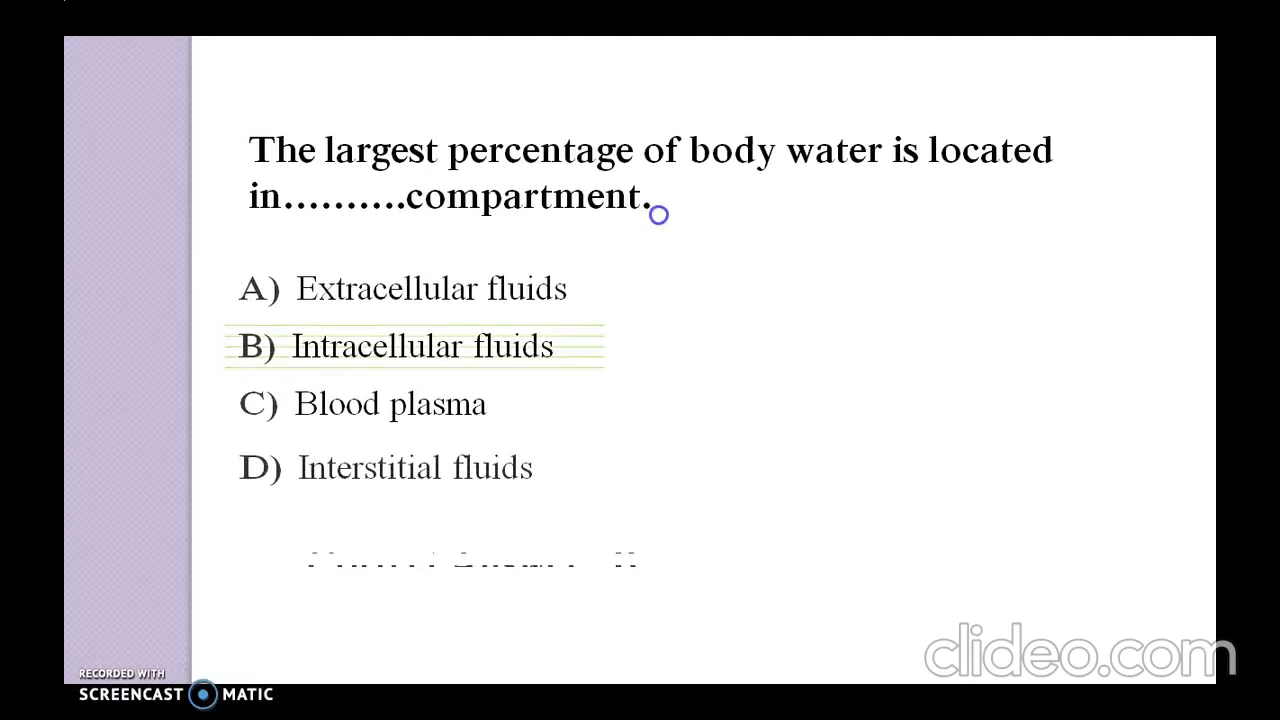 The largest percentage of body water is located
in……….compartment.
A) Extracellular fluids
B) Intracellular fluids
C) Blood plasma
D) Interstitial fluids
clideo.com
RECORDED WITH
SCREENCAST MATIC